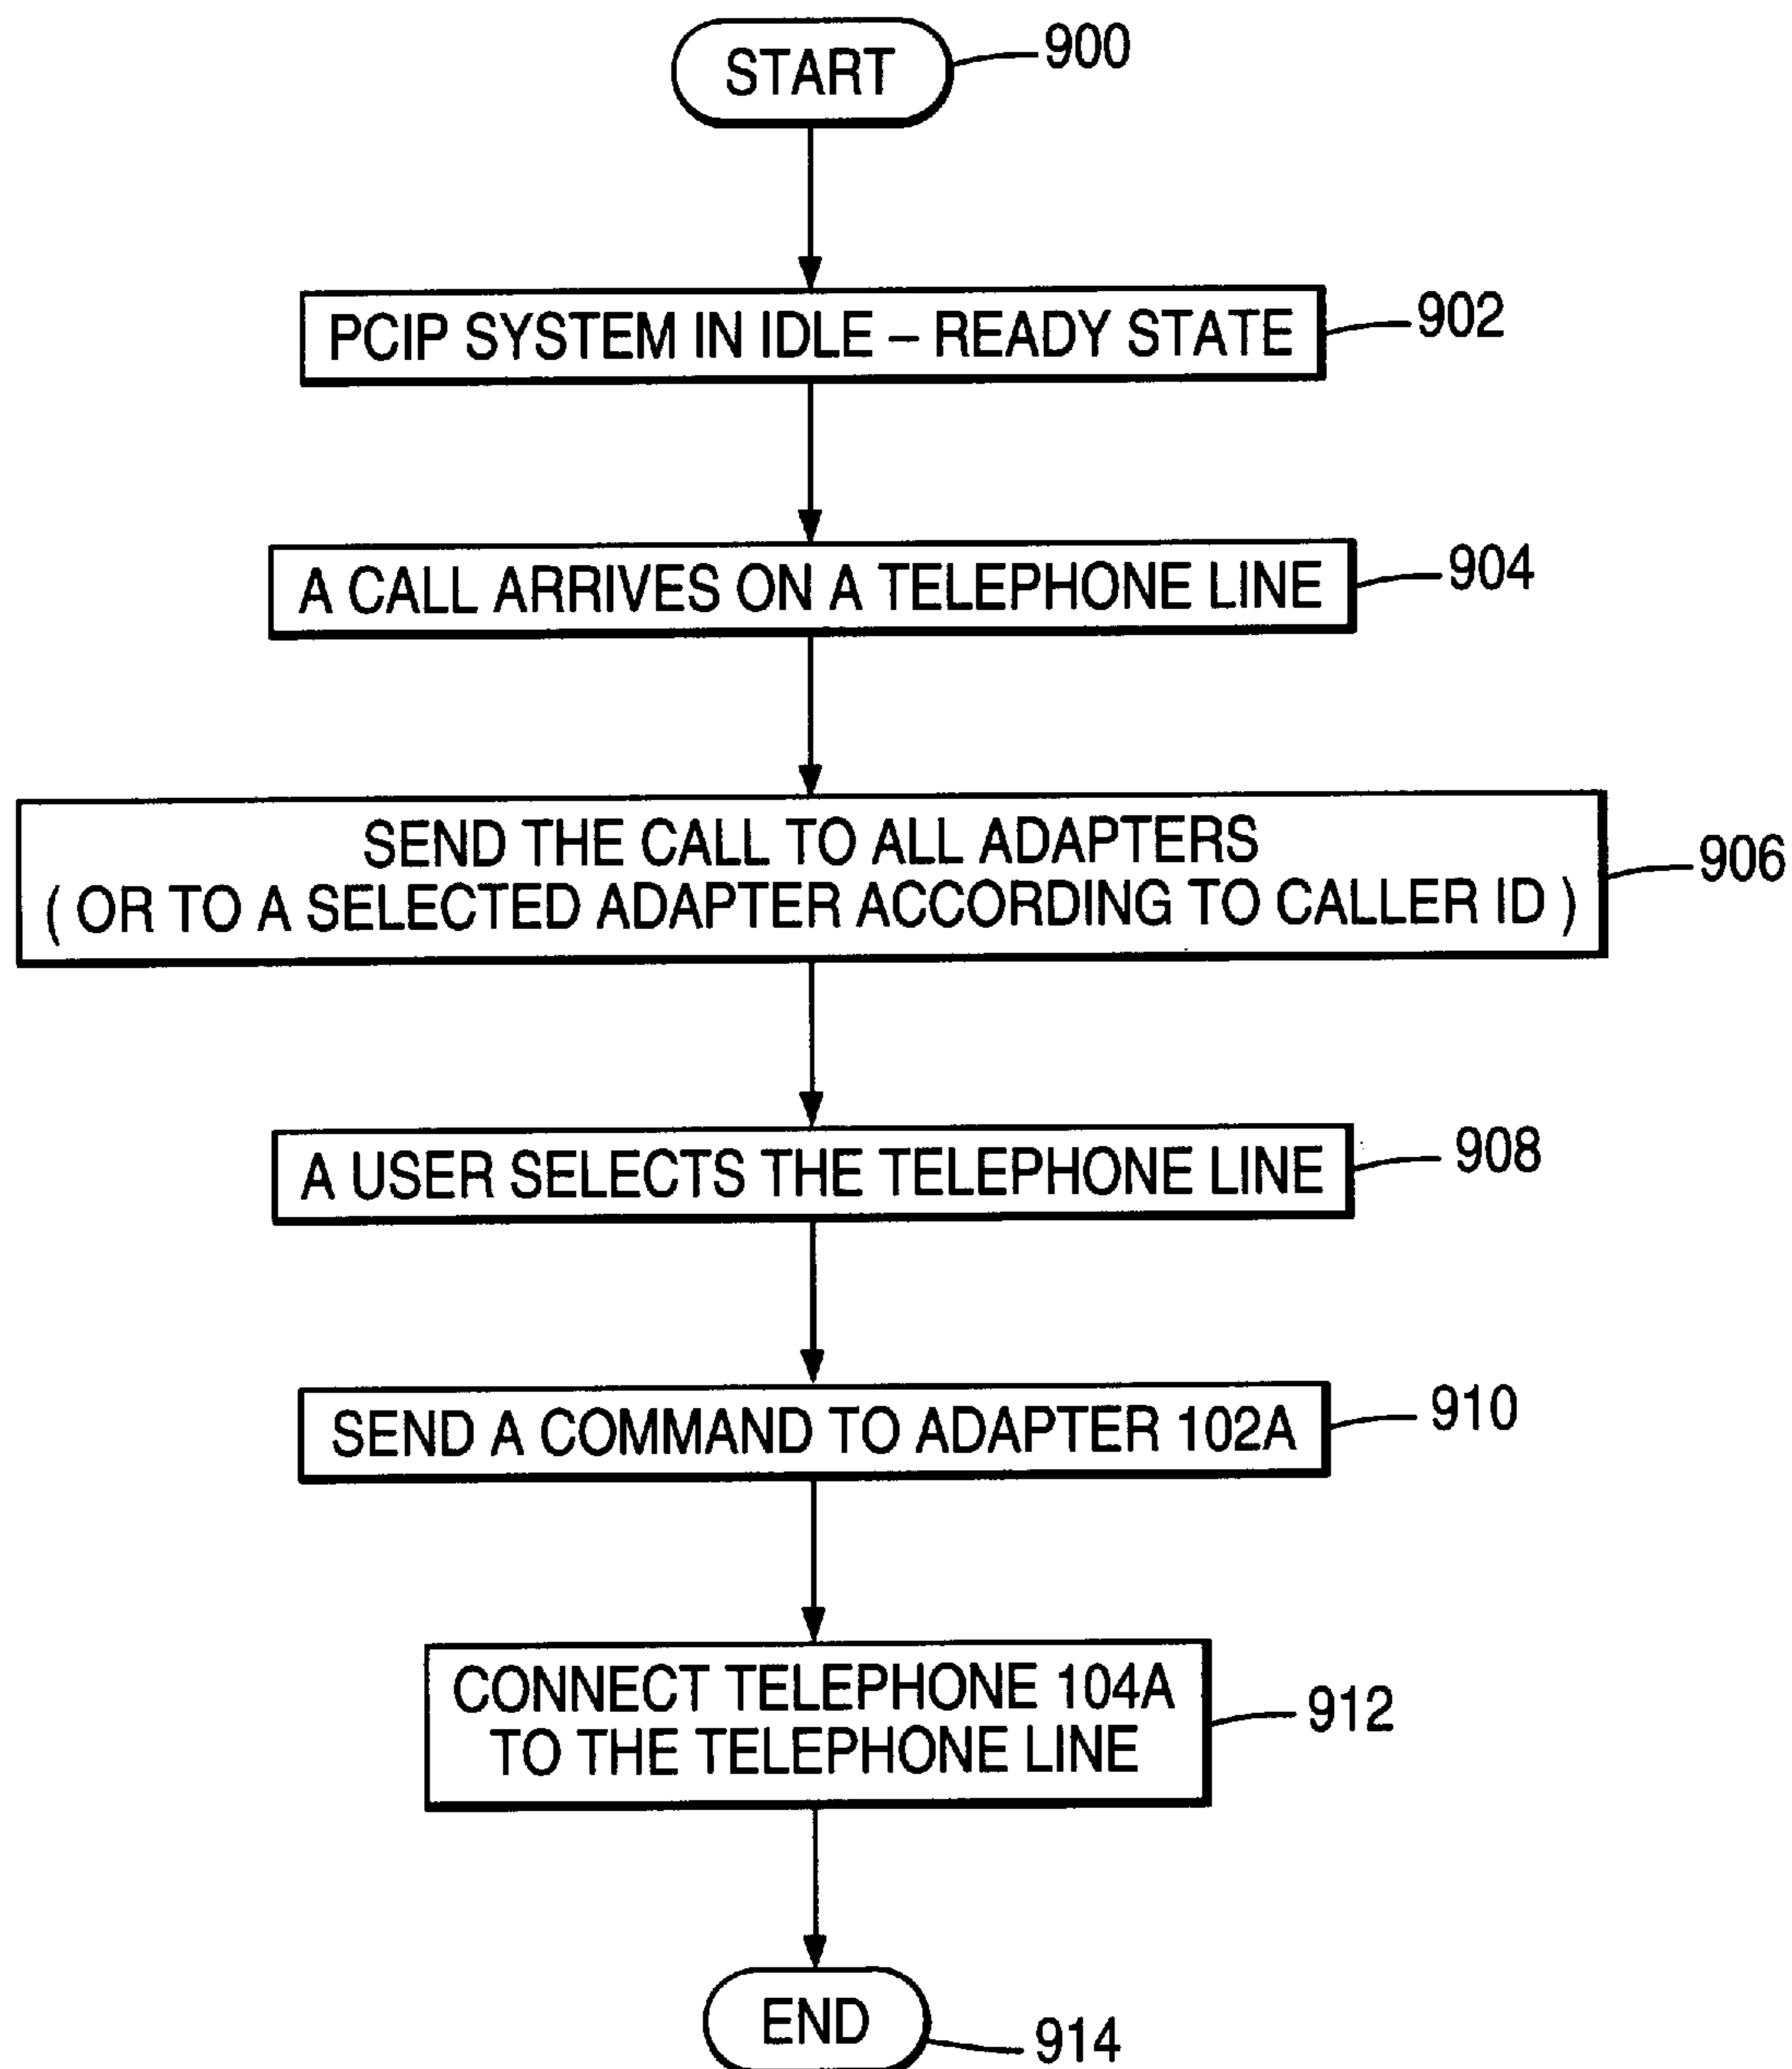 START
900
PCIP SYSTEM IN IDLE – READY STATE
902
A CALL ARRIVES ON A TELEPHONE LINE
904
SEND THE CALL TO ALL ADAPTERS
( OR TO A SELECTED ADAPTER ACCORDING TO CALLER ID )
906
A USER SELECTS THE TELEPHONE LINE
908
SEND A COMMAND TO ADAPTER 102A
910
CONNECT TELEPHONE 104A
TO THE TELEPHONE LINE
912
END
914